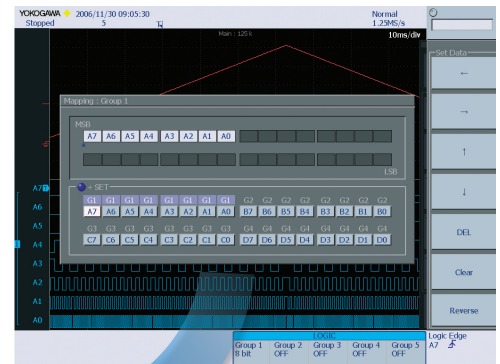 YOKOGAWA 2006/11/30 09:05:30 Normal
Stopped 5 1.25MS/s
Main : 125 k 10ms/div
Set Data
Mapping : Group 1
MSB
A7 A6 A5 A4 A3 A2 A1 A0
LSB
SET
G1 G1 G1 G1 G1 G1 G1 G1 G2 G2 G2 G2 G2 G2 G2 G2
A7 A6 A5 A4 A3 A2 A1 A0 B7 B6 B5 B4 B3 B2 B1 B0
G3 G3 G3 G3 G3 G3 G3 G3 G4 G4 G4 G4 G4 G4 G4 G4
C7 C6 C5 C4 C3 C2 C1 C0 D7 D6 D5 D4 D3 D2 D1 D0
A7
A6
A5
A4
A3
A2
A1
A0
←
→
↑
↓
DEL
Clear
Reverse
LOGIC
Group 1 Group 2 Group 3 Group 4 Group 5
8 bit OFF OFF OFF OFF
Logic Edge
A7